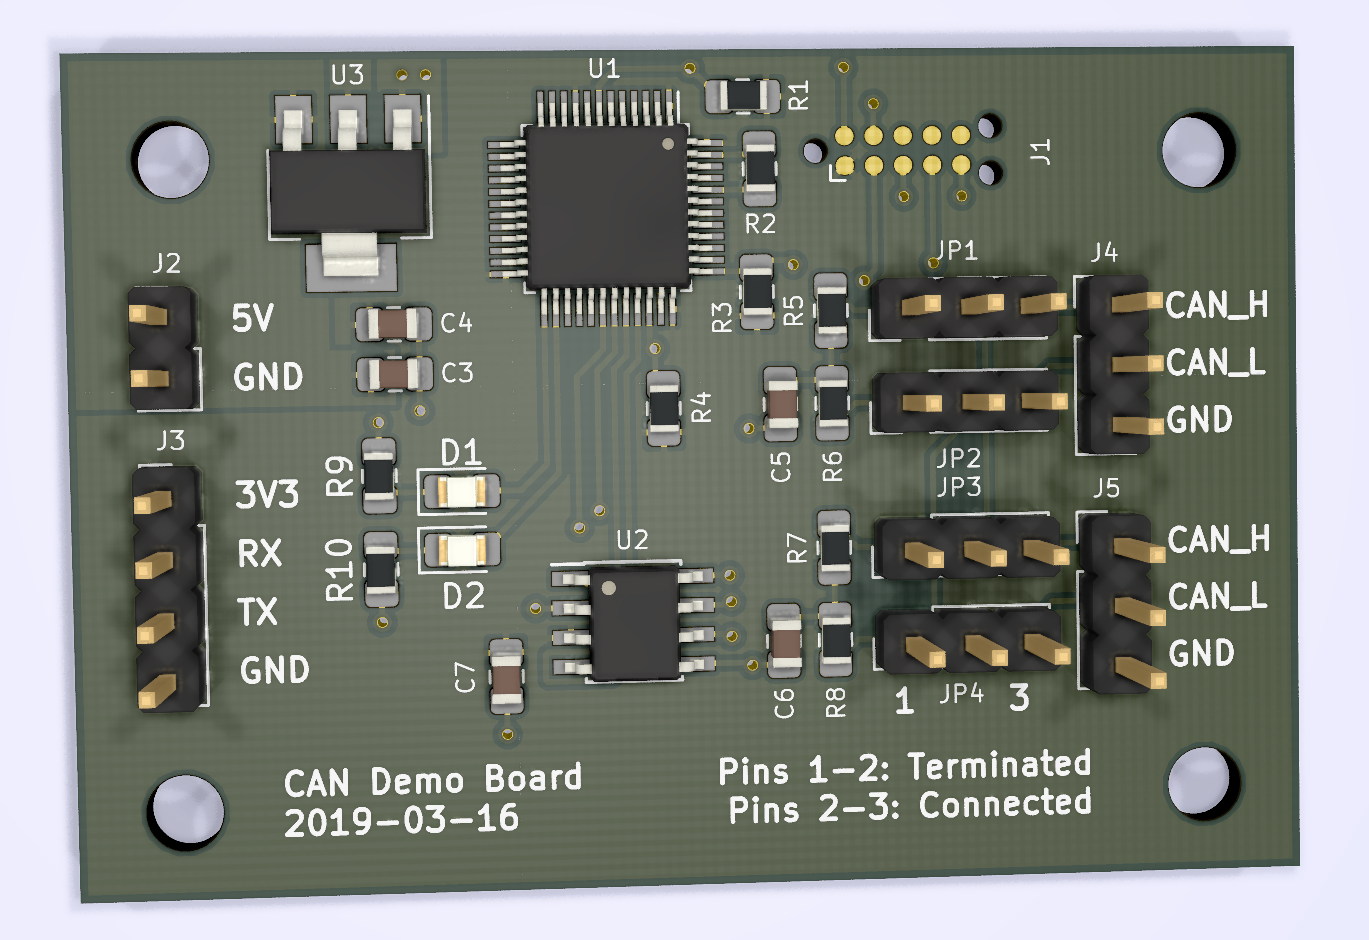 U3
U1
R1
J1
R2
J2
JP1
J4
5V
C4
R3
R5
CAN_H
GND
C3
CAN_L
R4
GND
J3
D1
C5
R6
JP2
3V3
R9
JP3
J5
RX
R10
U2
R7
CAN_H
TX
D2
CAN_L
GND
C7
C6
R8
1
JP4
3
GND
CAN Demo Board
2019-03-16
Pins 1-2: Terminated
Pins 2-3: Connected